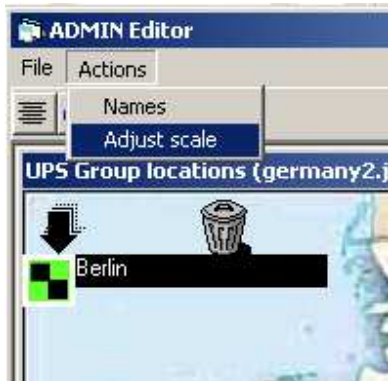 ADMIN Editor
File Actions
Names
Adjust scale
UPS Group locations (germany2.j
Berlin